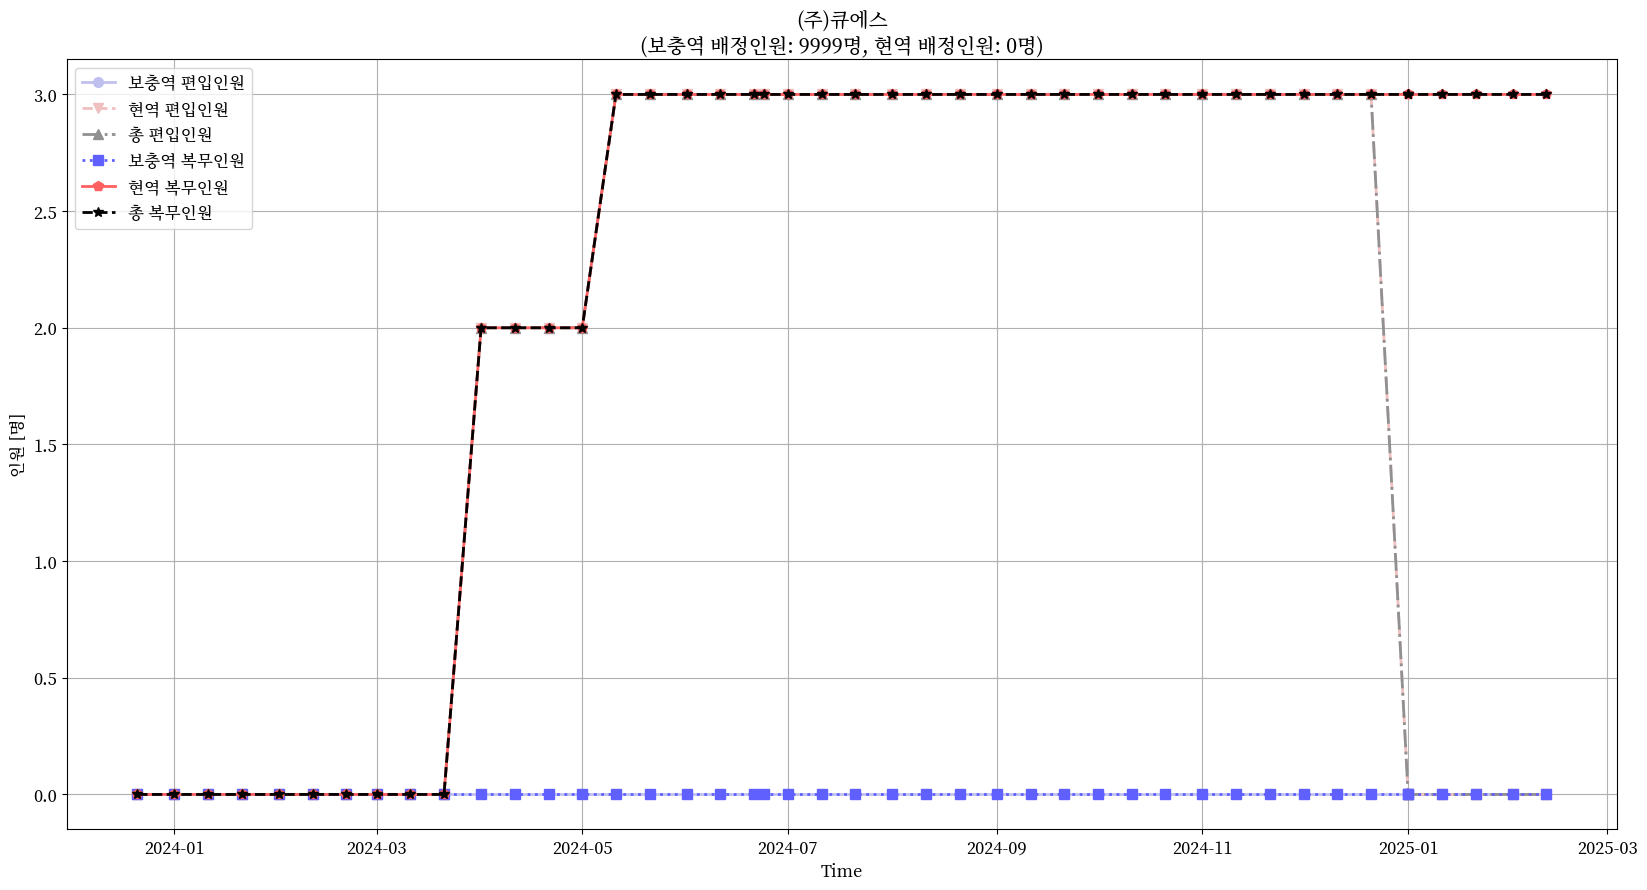 (주)큐에스
(보충역 배정인원: 9999명, 현역 배정인원: 0명)
보충역 편입인원
현역 편입인원
총 편입인원
보충역 복무인원
현역 복무인원
총 복무인원
3.0
2.5
2.0
1.5
1.0
0.5
0.0
인원 [명]
2024-01
2024-03
2024-05
2024-07
2024-09
2024-11
2025-01
2025-03
Time